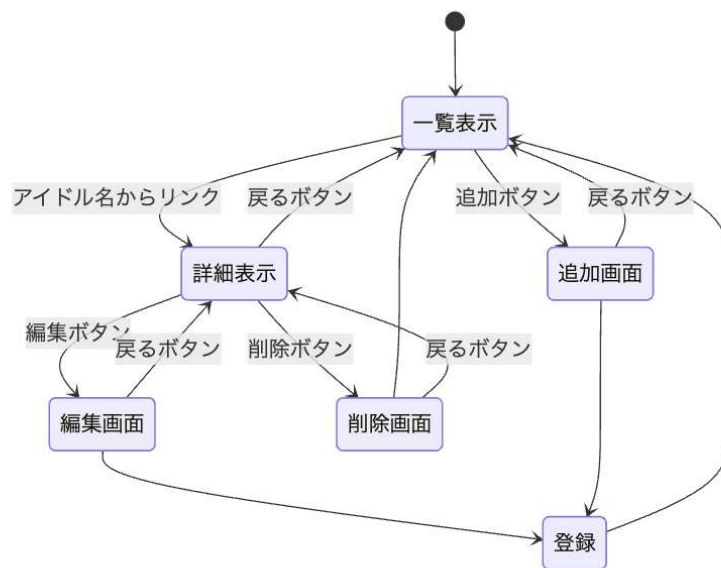 一覧表示
アイドル名からリンク
戻るボタン
追加ボタン
戻るボタン
詳細表示
追加画面
編集ボタン
戻るボタン
削除ボタン
戻るボタン
編集画面
削除画面
登録